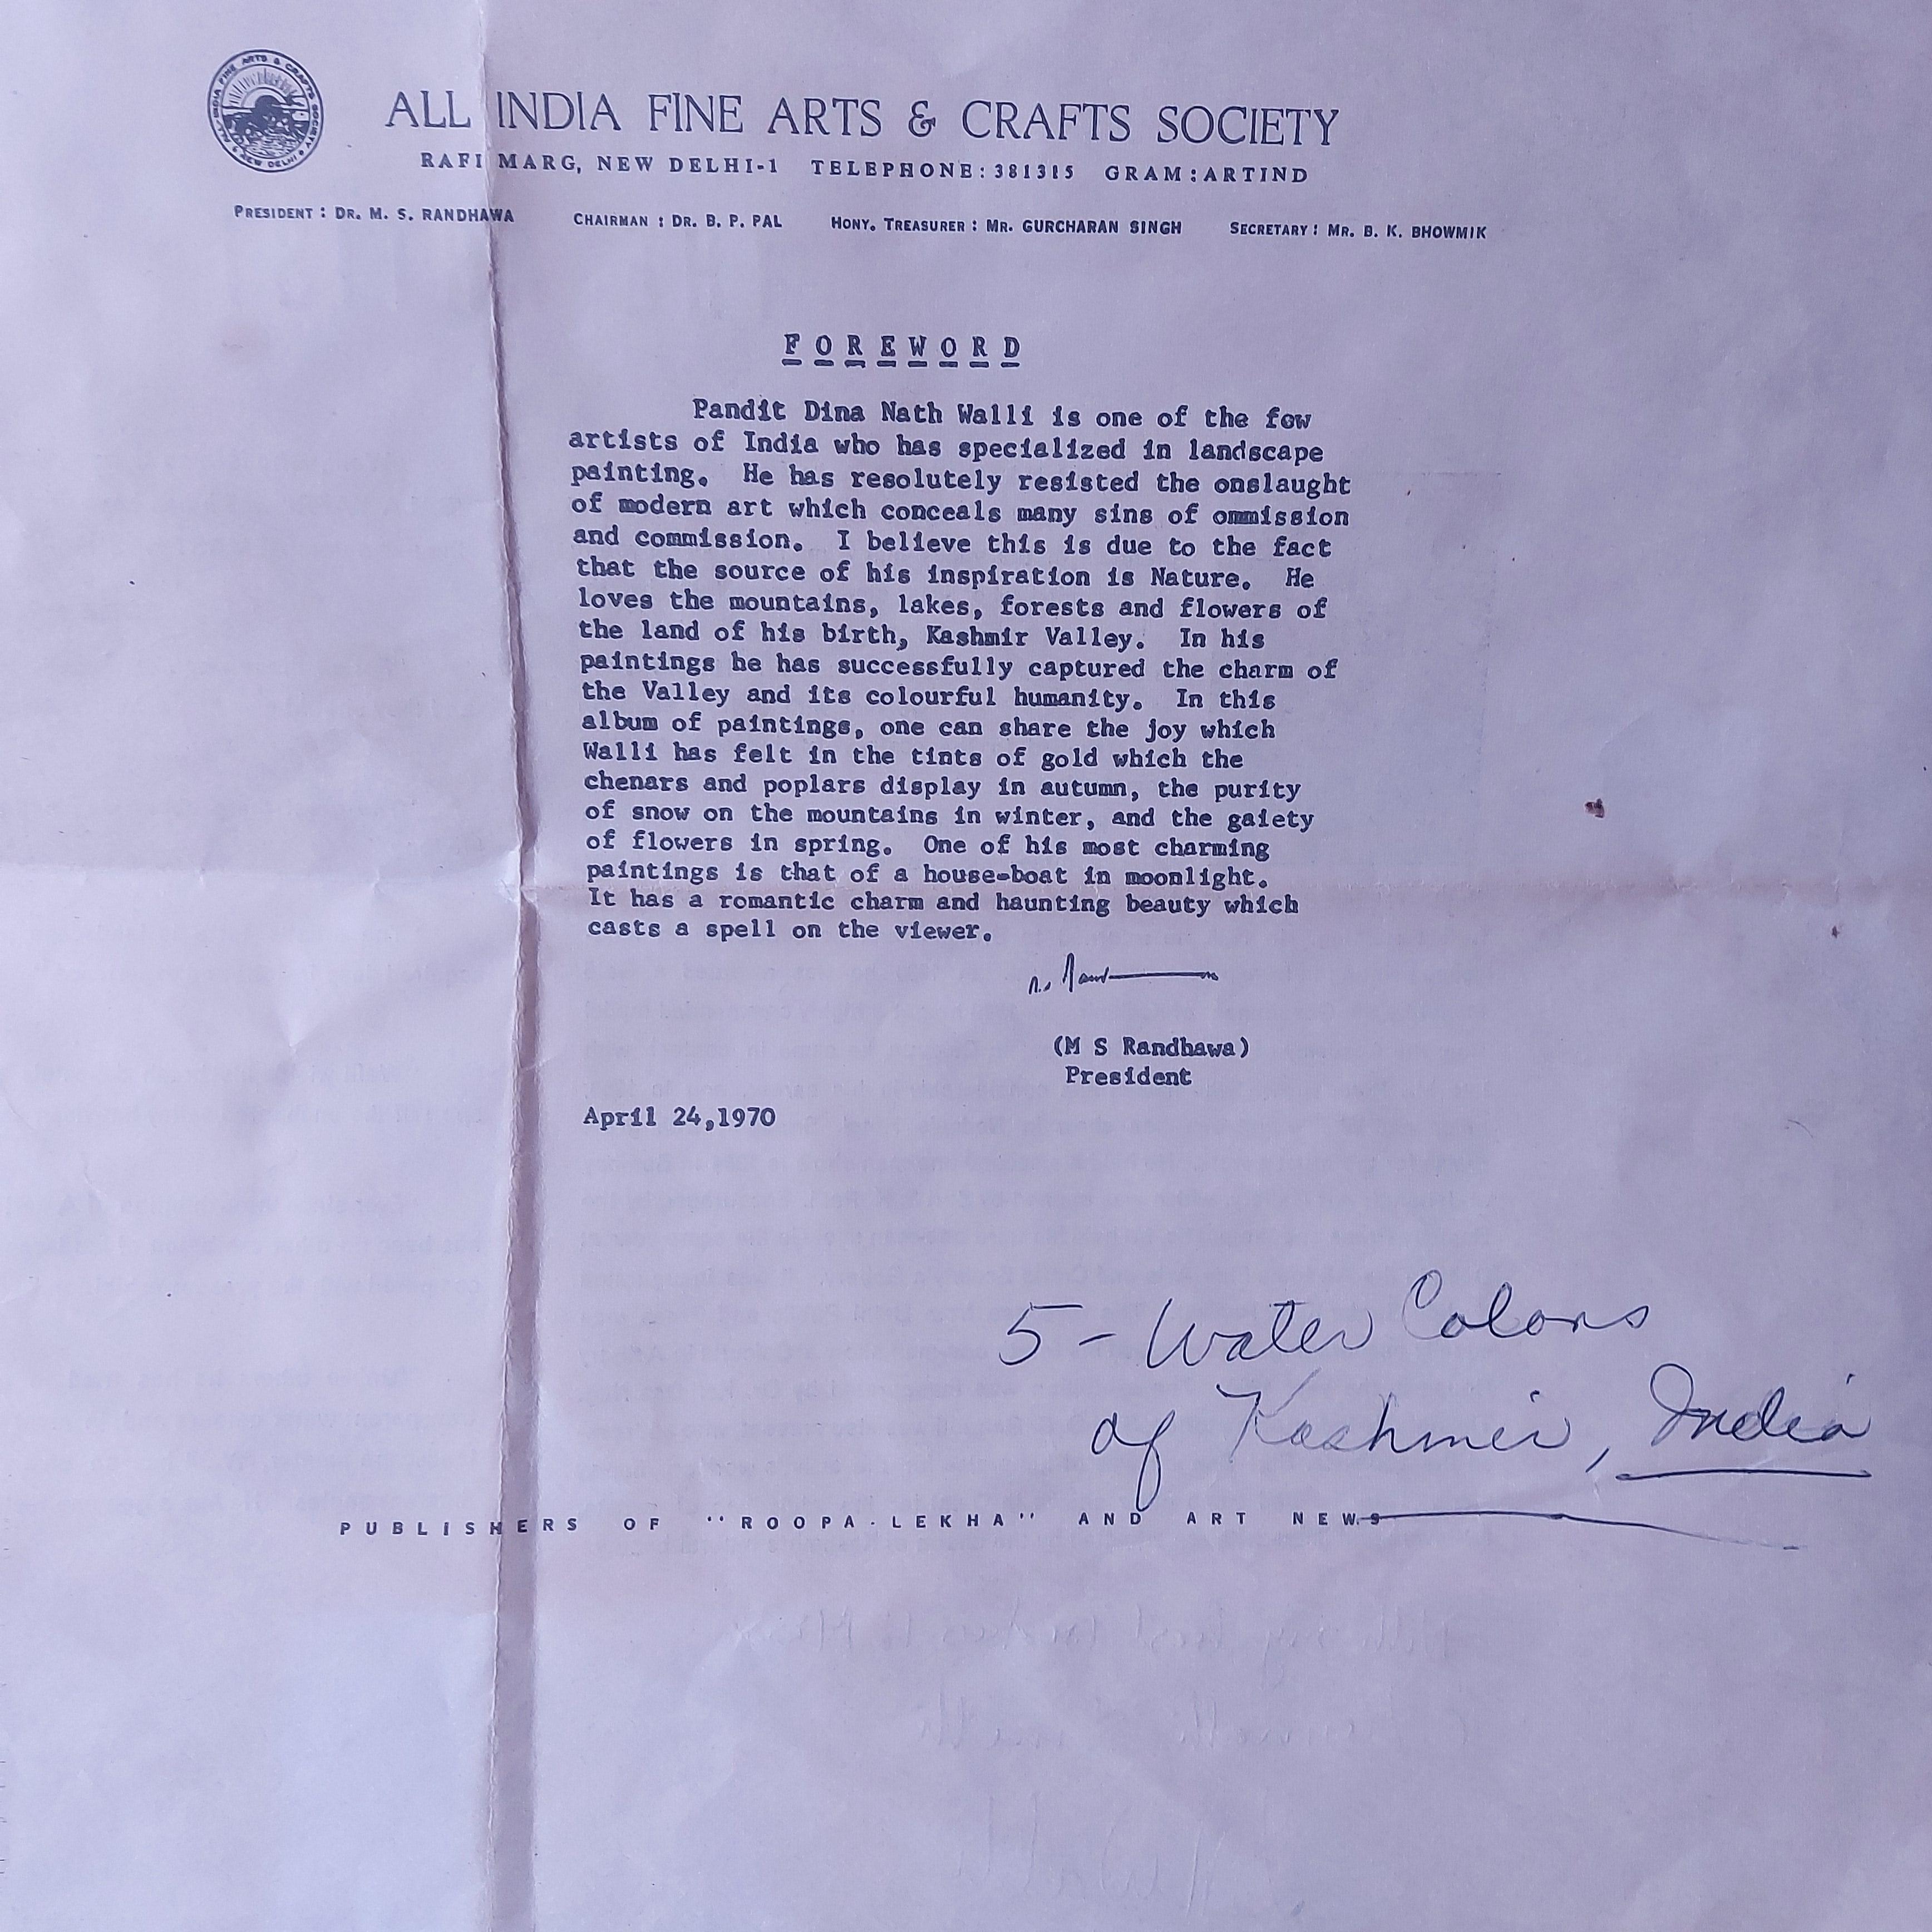 ALL INDIA FINE ARTS & CRAFTS SOCIETY • NEW DELHI •
ALL INDIA FINE ARTS & CRAFTS SOCIETY
RAFI MARG, NEW DELHI-1 TELEPHONE: 381315 GRAM: ARTIND
PRESIDENT : DR. M. S. RANDHAWA CHAIRMAN : DR. B. P. PAL HONY. TREASURER : MR. GURCHARAN SINGH SECRETARY : MR. B. K. BHOWMIK
FOREWORD
Pandit Dina Nath Walli is one of the few
artists of India who has specialized in landscape
painting. He has resolutely resisted the onslaught
of modern art which conceals many sins of ommission
and commission. I believe this is due to the fact
that the source of his inspiration is Nature. He
loves the mountains, lakes, forests and flowers of
the land of his birth, Kashmir Valley. In his
paintings he has successfully captured the charm of
the Valley and its colourful humanity. In this
album of paintings, one can share the joy which
Walli has felt in the tints of gold which the
chenars and poplars display in autumn, the purity
of snow on the mountains in winter, and the gaiety
of flowers in spring. One of his most charming
paintings is that of a house-boat in moonlight.
It has a romantic charm and haunting beauty which
casts a spell on the viewer.
(M S Randhawa)
President
April 24,1970
5 - Water Colors
of Kashmir, India
PUBLISHERS OF "ROOPA-LEKHA" AND ART NEWS